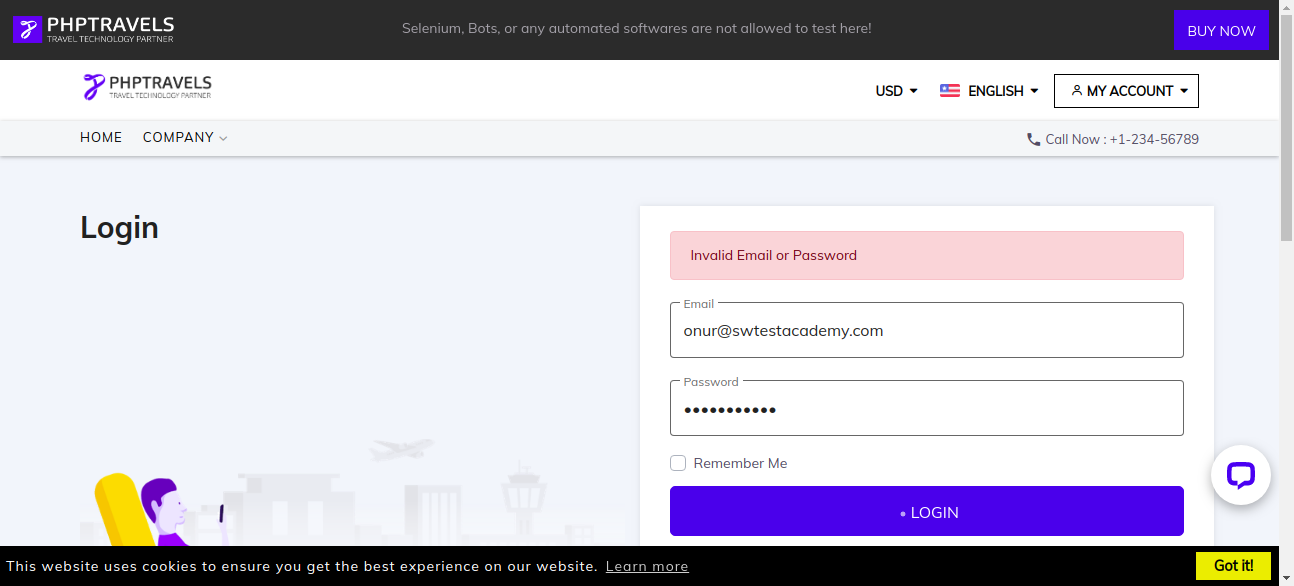 PHPTRAVELS
TRAVEL TECHNOLOGY PARTNER
Selenium, Bots, or any automated softwares are not allowed to test here!
BUY NOW
PHPTRAVELS
TRAVEL TECHNOLOGY PARTNER
USD
ENGLISH
MY ACCOUNT
HOME
COMPANY
Call Now : +1-234-56789
Login
Invalid Email or Password
Email
onur@swtestacademy.com
Password
•••••••••••
Remember Me
LOGIN
This website uses cookies to ensure you get the best experience on our website. Learn more
Got it!